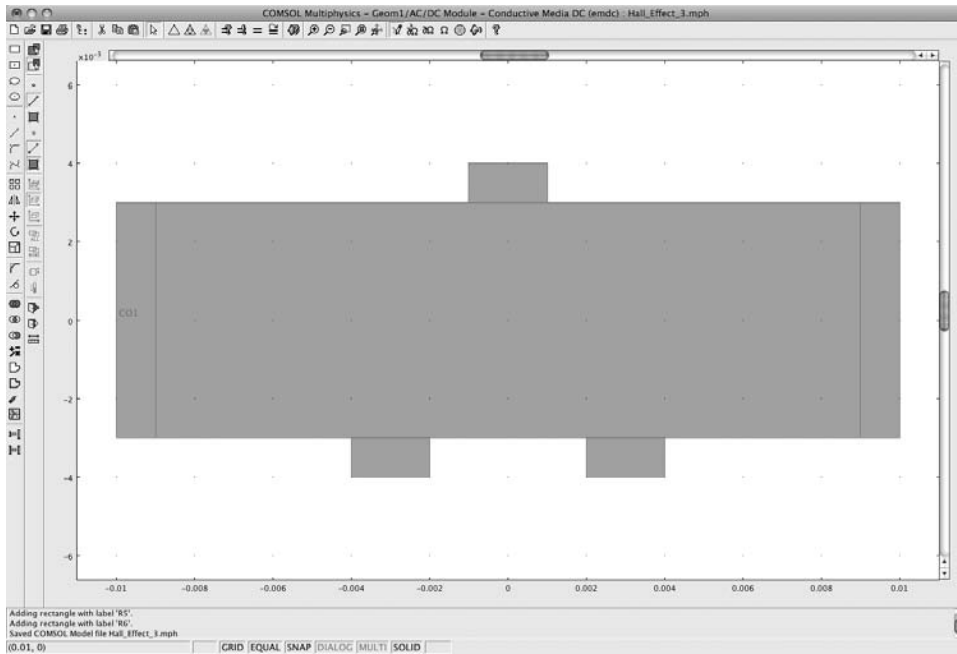 COMSOL Multiphysics – Geom1/AC/DC Module – Conductive Media DC (emdc) : Hall_Effect_3.mph
×10⁻³
6
4
2
CO1
0
−2
−4
−6
−0.01 −0.008 −0.006 −0.004 −0.002 0 0.002 0.004 0.006 0.008 0.01
Adding rectangle with label 'R5'.
Adding rectangle with label 'R6'.
Saved COMSOL Model file Hall_Effect_3.mph
(0.01, 0) GRID EQUAL SNAP DIALOG MULTI SOLID